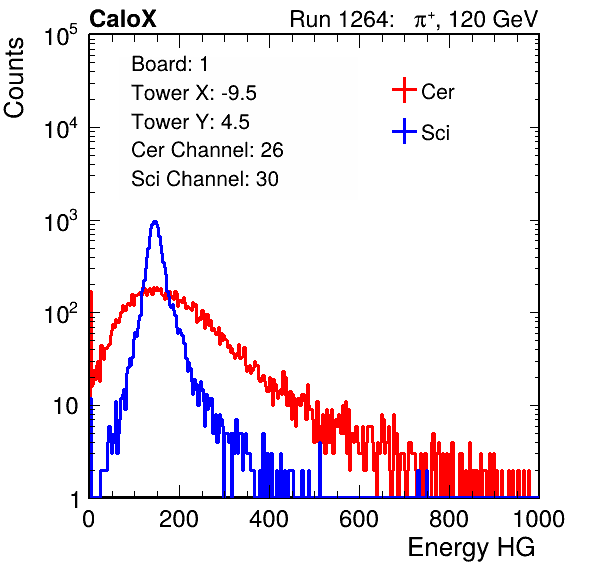 CaloX Run 1264: π⁺, 120 GeV
Board: 1
Tower X: -9.5
Tower Y: 4.5
Cer Channel: 26
Sci Channel: 30
Cer
Sci
Counts
10⁵
10⁴
10³
10²
10
1
0 200 400 600 800 1000
Energy HG